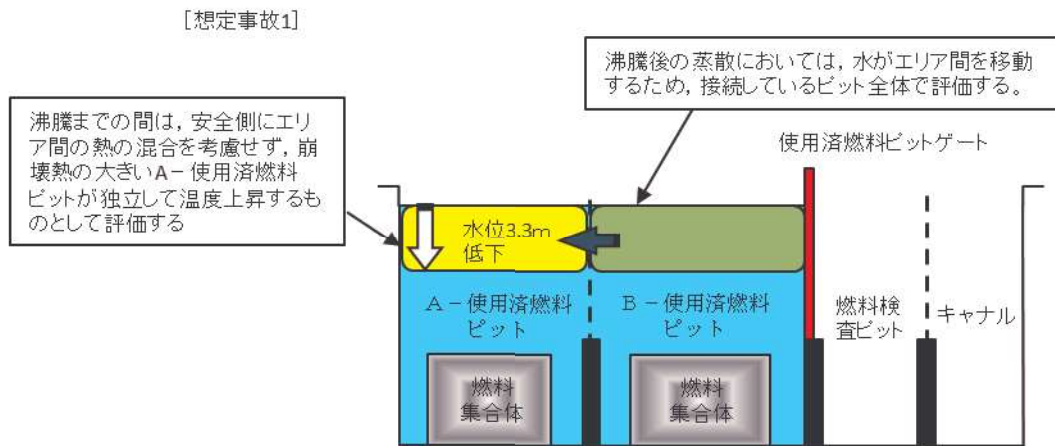 [想定事故1]
沸騰後の蒸散においては，水がエリア間を移動
するため，接続しているピット全体で評価する。
沸騰までの間は，安全側にエリ
ア間の熱の混合を考慮せず，崩
壊熱の大きいA－使用済燃料
ピットが独立して温度上昇するも
のとして評価する
使用済燃料ピットゲート
水位3.3m
低下
A－使用済燃料
ピット
B－使用済燃料
ピット
燃料検
査ピット
キャナル
燃料
集合体
燃料
集合体